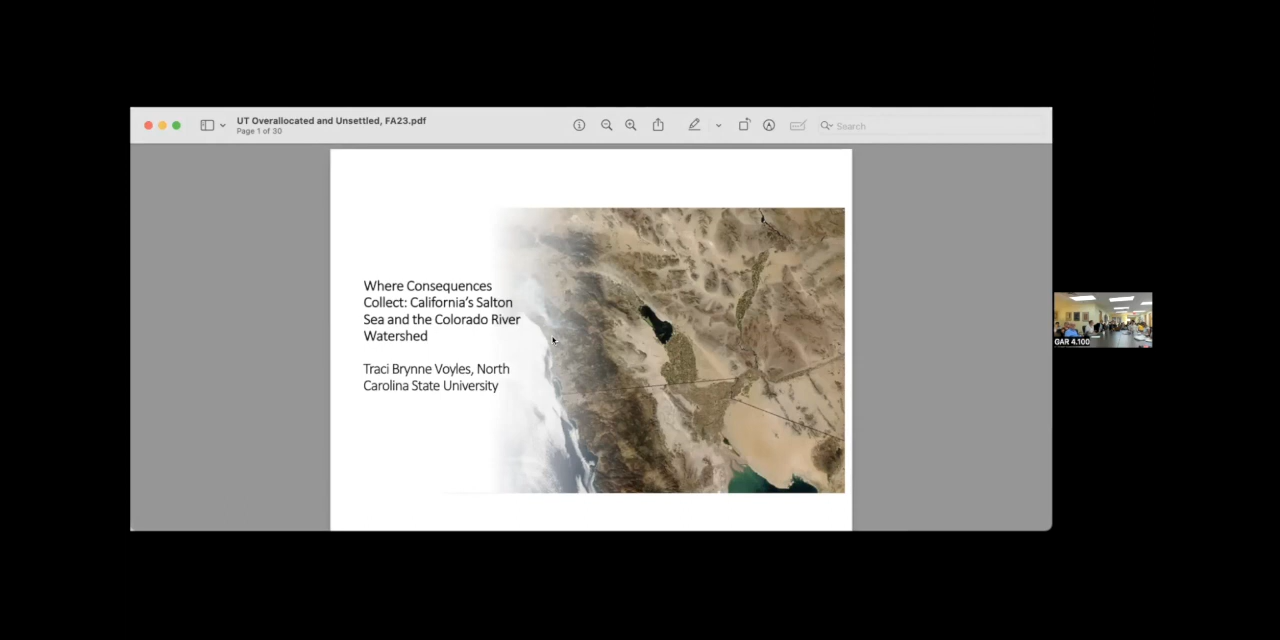 UT Overallocated and Unsettled, FA23.pdf
Page 1 of 30
Search
Where Consequences
Collect: California's Salton
Sea and the Colorado River
Watershed
Traci Brynne Voyles, North
Carolina State University
GAR 4.100